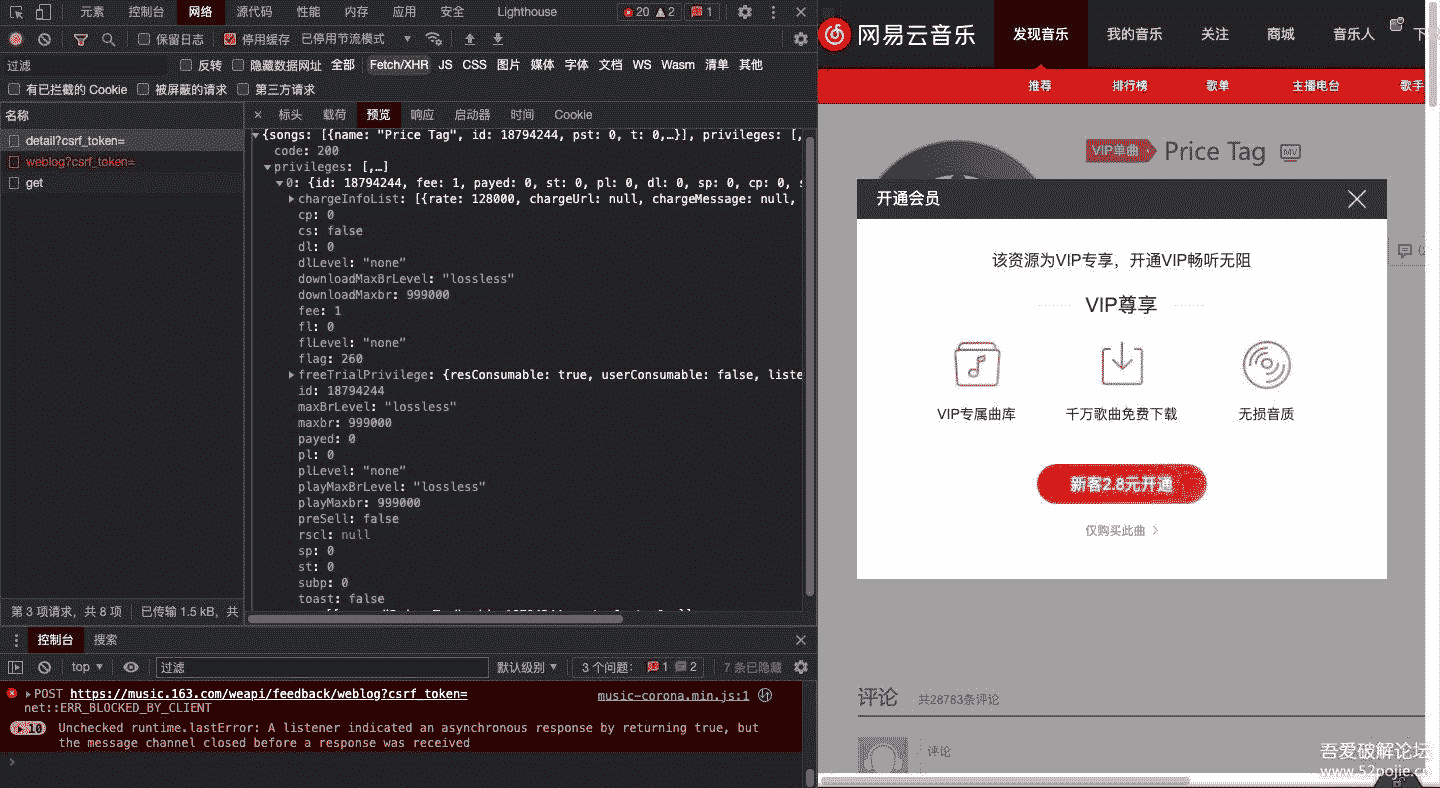 元素 控制台 网络 源代码 性能 内存 应用 安全 Lighthouse 20 2 1
保留日志 停用缓存 已停用节流模式
过滤 反转 隐藏数据网址 全部 Fetch/XHR JS CSS 图片 媒体 字体 文档 WS Wasm 清单 其他
有已拦截的 Cookie 被屏蔽的请求 第三方请求
名称
detail?csrf_token=
weblog?csrf_token=
get
第 3 项请求，共 8 项 已传输 1.5 kB，共
标头 载荷 预览 响应 启动器 时间 Cookie
{songs: [{name: "Price Tag", id: 18794244, pst: 0, t: 0,…}], privileges: [,
code: 200
privileges: [,…]
0: {id: 18794244, fee: 1, payed: 0, st: 0, pl: 0, dl: 0, sp: 0, cp: 0, s
chargeInfoList: [{rate: 128000, chargeUrl: null, chargeMessage: null,
cp: 0
cs: false
dl: 0
dlLevel: "none"
downloadMaxBrLevel: "lossless"
downloadMaxbr: 999000
fee: 1
fl: 0
flLevel: "none"
flag: 260
freeTrialPrivilege: {resConsumable: true, userConsumable: false, liste
id: 18794244
maxBrLevel: "lossless"
maxbr: 999000
payed: 0
pl: 0
plLevel: "none"
playMaxBrLevel: "lossless"
playMaxbr: 999000
preSell: false
rscl: null
sp: 0
st: 0
subp: 0
toast: false
控制台 搜索
top 过滤 默认级别 3 个问题： 1 2 7 条已隐藏
POST https://music.163.com/weapi/feedback/weblog?csrf_token= music-corona.min.js:1
net::ERR_BLOCKED_BY_CLIENT
10 Unchecked runtime.lastError: A listener indicated an asynchronous response by returning true, but
the message channel closed before a response was received
网易云音乐 发现音乐 我的音乐 关注 商城 音乐人 下
推荐 排行榜 歌单 主播电台 歌手
VIP单曲 Price Tag MV
开通会员
该资源为VIP专享，开通VIP畅听无阻
VIP尊享
VIP专属曲库 千万歌曲免费下载 无损音质
新客2.8元开通
仅购买此曲
评论 共28783条评论
评论
吾爱破解论坛
www.52pojie.cn